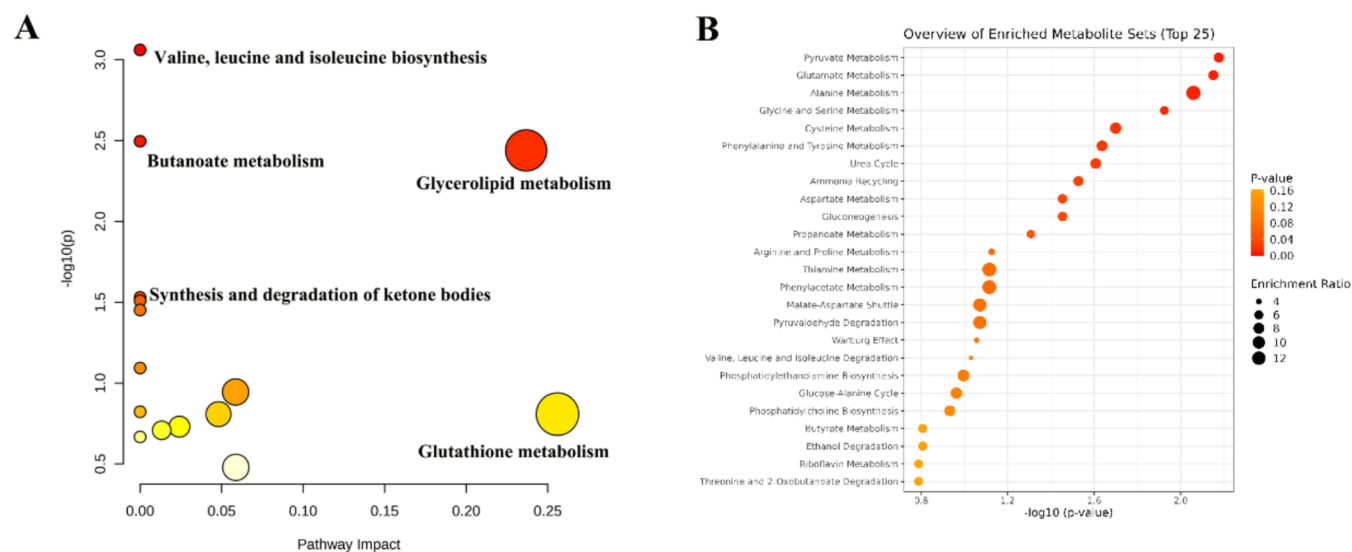 A
Valine, leucine and isoleucine biosynthesis
Butanoate metabolism
Glycerolipid metabolism
Synthesis and degradation of ketone bodies
Glutathione metabolism
-log10(p)
3.0
2.5
2.0
1.5
1.0
0.5
0.00 0.05 0.10 0.15 0.20 0.25
Pathway Impact
B
Overview of Enriched Metabolite Sets (Top 25)
Pyruvate Metabolism
Glutamate Metabolism
Alanine Metabolism
Glycine and Serine Metabolism
Cysteine Metabolism
Phenylalanine and Tyrosine Metabolism
Urea Cycle
Ammonia Recycling
Aspartate Metabolism
Gluconeogenesis
Propanoate Metabolism
Arginine and Proline Metabolism
Thiamine Metabolism
Phenylacetate Metabolism
Malate-Aspartate Shuttle
Pyruvaldehyde Degradation
Warburg Effect
Valine, Leucine and Isoleucine Degradation
Phosphatidylethanolamine Biosynthesis
Glucose-Alanine Cycle
Phosphatidylcholine Biosynthesis
Butyrate Metabolism
Ethanol Degradation
Riboflavin Metabolism
Threonine and 2-Oxobutanoate Degradation
0.8 1.2 1.6 2.0
-log10 (p-value)
P-value
0.16
0.12
0.08
0.04
0.00
Enrichment Ratio
4
6
8
10
12